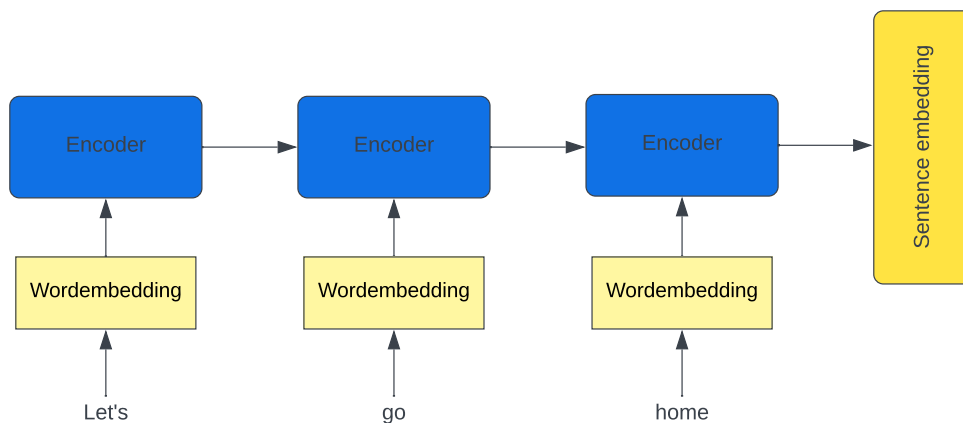 Encoder
Encoder
Encoder
Sentence embedding
Wordembedding
Wordembedding
Wordembedding
Let's
go
home